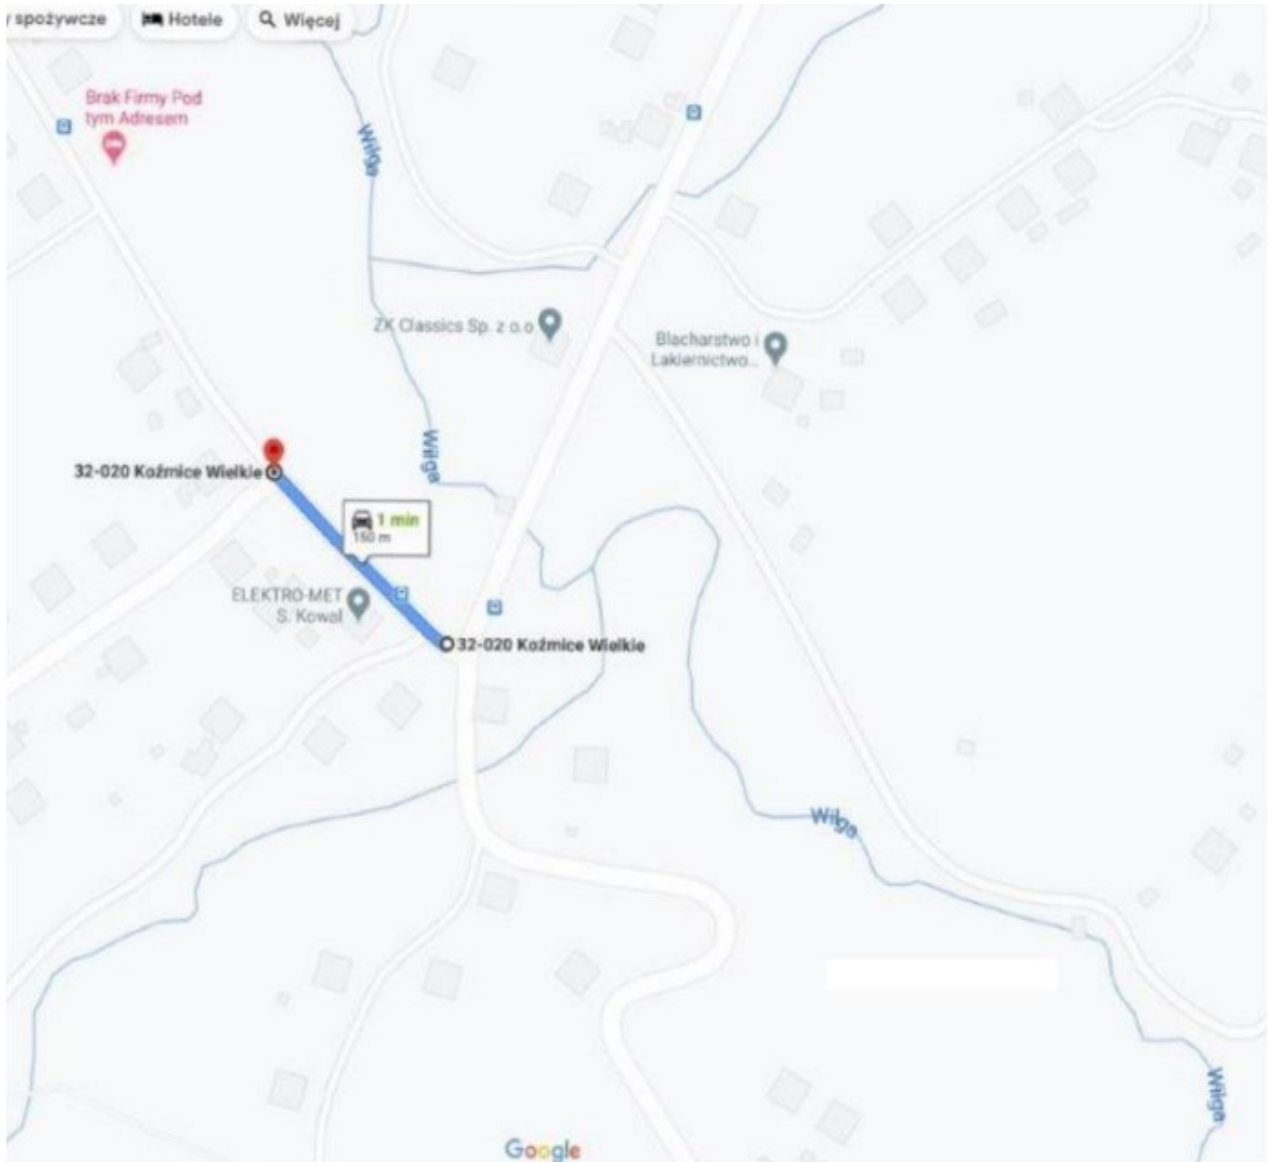 y spożywcze
Hotele
Więcej
Brak Firmy Pod
tym Adresem
Wilga
ZK Classics Sp. z o.o
Blacharstwo i
Lakiernictwo...
Wilga
32-020 Koźmice Wielkie
1 min
150 m
ELEKTRO-MET
S. Kowal
32-020 Koźmice Wielkie
Wilga
Wilga
Google